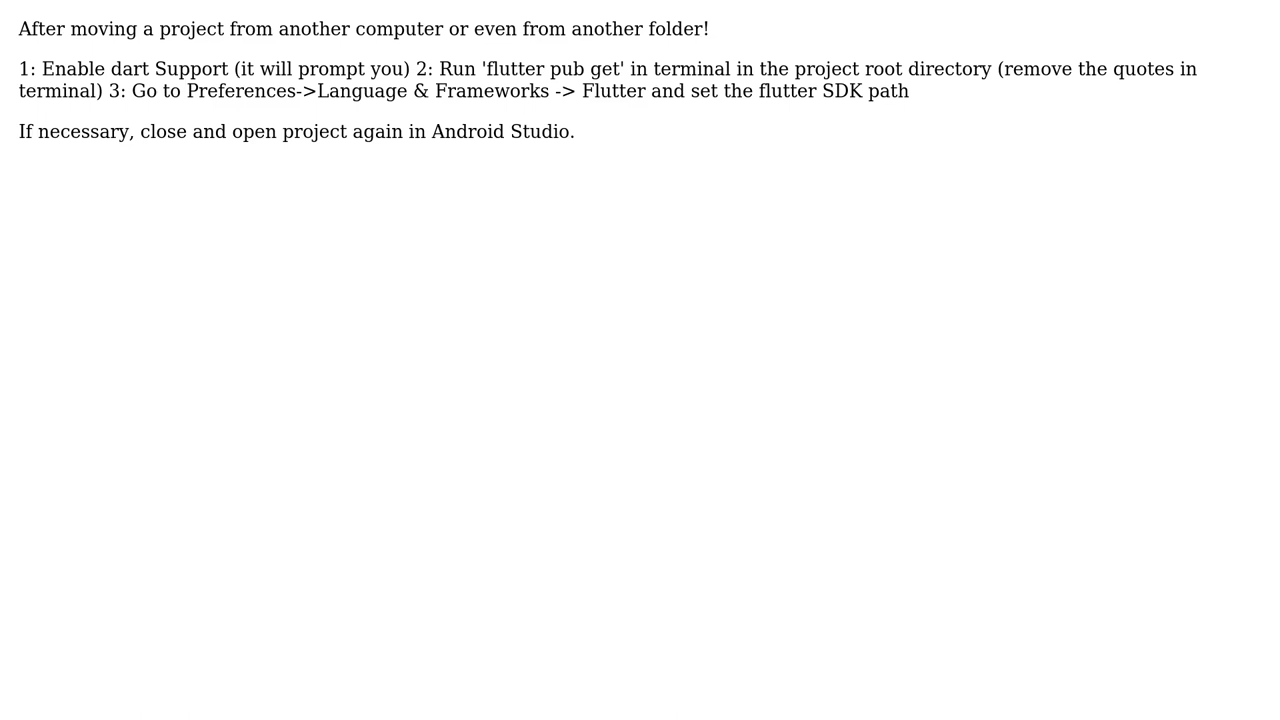 After moving a project from another computer or even from another folder!
1: Enable dart Support (it will prompt you) 2: Run 'flutter pub get' in terminal in the project root directory (remove the quotes in
terminal) 3: Go to Preferences->Language & Frameworks -> Flutter and set the flutter SDK path
If necessary, close and open project again in Android Studio.